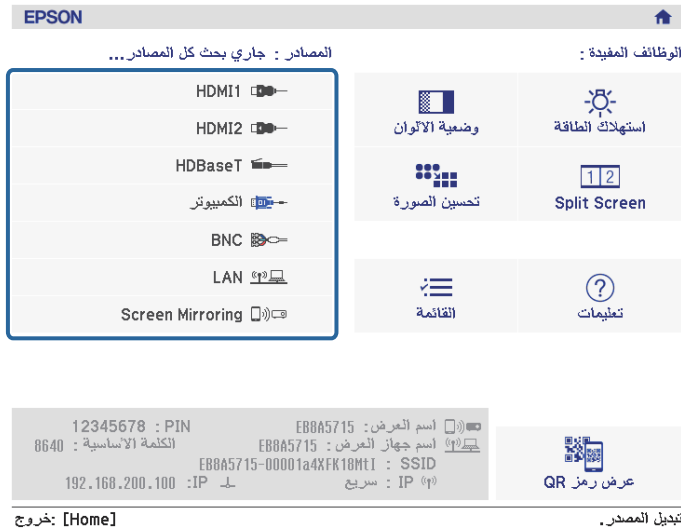 EPSON
الوظائف المفيدة :
المصادر : جاري بحث كل المصادر...
استهلاك الطاقة
وضعية الألوان
1 2
Split Screen
تحسين الصورة
?
تعليمات
القائمة
HDMI1
HDMI2
HDBaseT
الكمبيوتر
BNC
LAN
Screen Mirroring
اسم العرض: EB8A5715
PIN : 12345678
اسم جهاز العرض: EB8A5715
الكلمة الأساسية : 8640
SSID : EB8A5715-00001a4XFK18MtI
IP : سريع
IP: 192.168.200.100
عرض رمز QR
تبديل المصدر.
[Home] :خروج